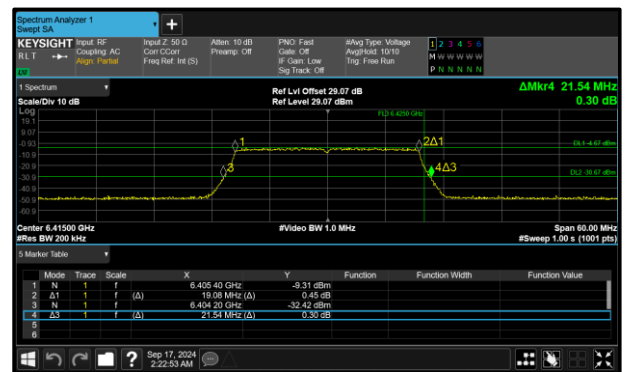 Spectrum Analyzer 1
Swept SA
KEYSIGHT Input: RF Input Z: 50 Ω Atten: 10 dB PNO: Fast #Avg Type: Voltage 1 2 3 4 5 6
RLT Coupling: AC Corr CCorr Preamp: Off Gate: Off Avg|Hold: 10/10 M W W W W W
Align: Partial Freq Ref: Int (S) IF Gain: Low Trig: Free Run
Sig Track: Off P N N N N N
1 Spectrum Ref Lvl Offset 29.07 dB ΔMkr4 21.54 MHz
Scale/Div 10 dB Ref Level 29.07 dBm 0.30 dB
Log
19.1
9.07
-0.93
-10.9
-20.9
-30.9
-40.9
-50.9
-60.9
1
2Δ1
3
4Δ3
DL1 -4.67 dBm
Center 6.41500 GHz #Video BW 1.0 MHz Span 60.00 MHz
#Res BW 200 kHz #Sweep 1.00 s (1001 pts)
5 Marker Table
Mode Trace Scale X Y Function Function Width Function Value
1 N 1 f 6.405 40 GHz -9.31 dBm
2 Δ1 1 f (Δ) 19.08 MHz (Δ) 0.45 dB
3 N 1 f 6.404 20 GHz -32.42 dBm
4 Δ3 1 f (Δ) 21.54 MHz (Δ) 0.30 dB
5
6
? Sep 17, 2024
2:22:53 AM